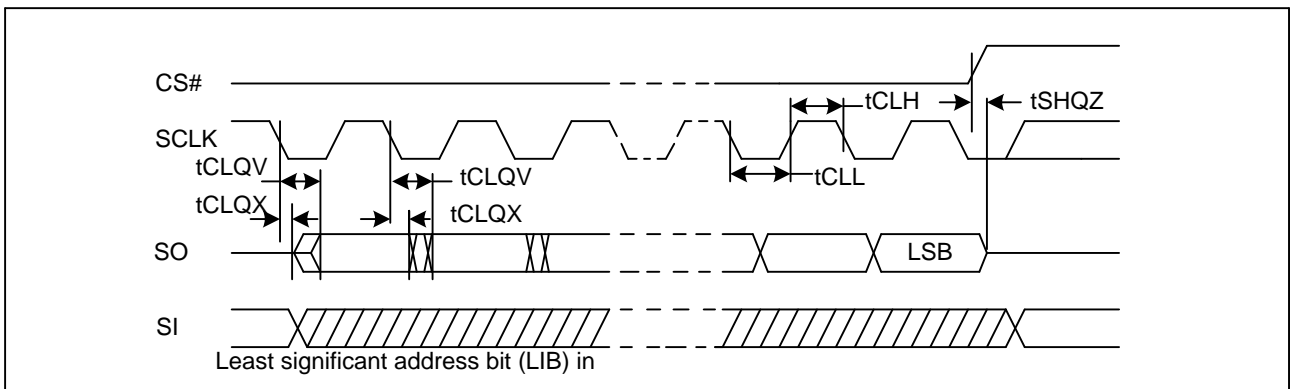 CS#
tCLH
tSHQZ
SCLK
tCLQV
tCLQV
tCLL
tCLQX
tCLQX
SO
LSB
SI
Least significant address bit (LIB) in